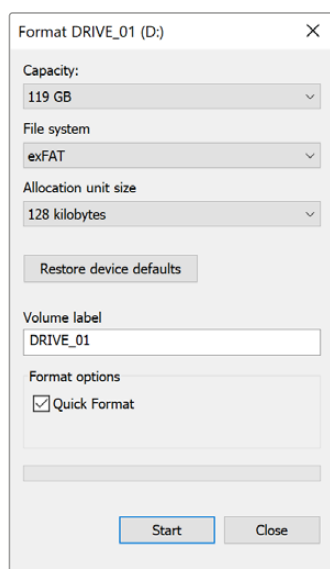 Format DRIVE_01 (D:)
Capacity:
119 GB
File system
exFAT
Allocation unit size
128 kilobytes
Restore device defaults
Volume label
DRIVE_01
Format options
Quick Format
Start Close